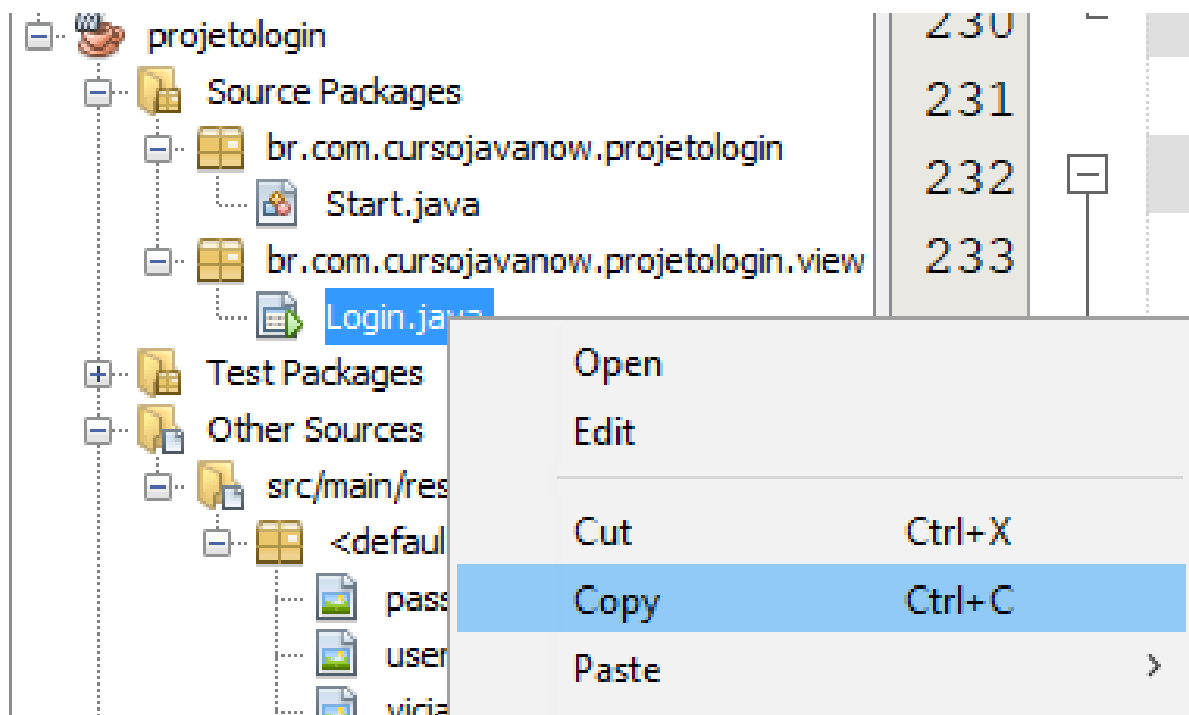 projetologin
Source Packages
br.com.cursojavanow.projetologin
Start.java
br.com.cursojavanow.projetologin.view
Login.java
Test Packages
Other Sources
src/main/res
<defaul
pass
user
vicia
230
231
232
233
Open
Edit
Cut Ctrl+X
Copy Ctrl+C
Paste